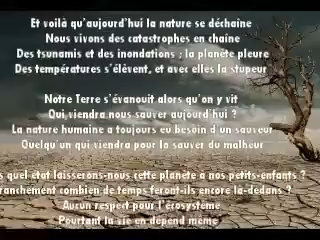 Et voilà qu'aujourd'hui la nature se déchaîne
Nous vivons des catastrophes en chaîne
Des tsunamis et des inondations ; la planète pleure
Des températures s'élèvent, et avec elles la stupeur
Notre Terre s'évanouit alors qu'on y vit
Qui viendra nous sauver aujourd'hui ?
La nature humaine a toujours eu besoin d'un sauveur
Quelqu'un qui viendra pour la sauver du malheur
s quel état laisserons-nous cette planète a nos petits-enfants ?
ranchement combien de temps feront-ils encore la-dedans ?
Aucun respect pour l'écosystème
Pourtant la vie en dépend même